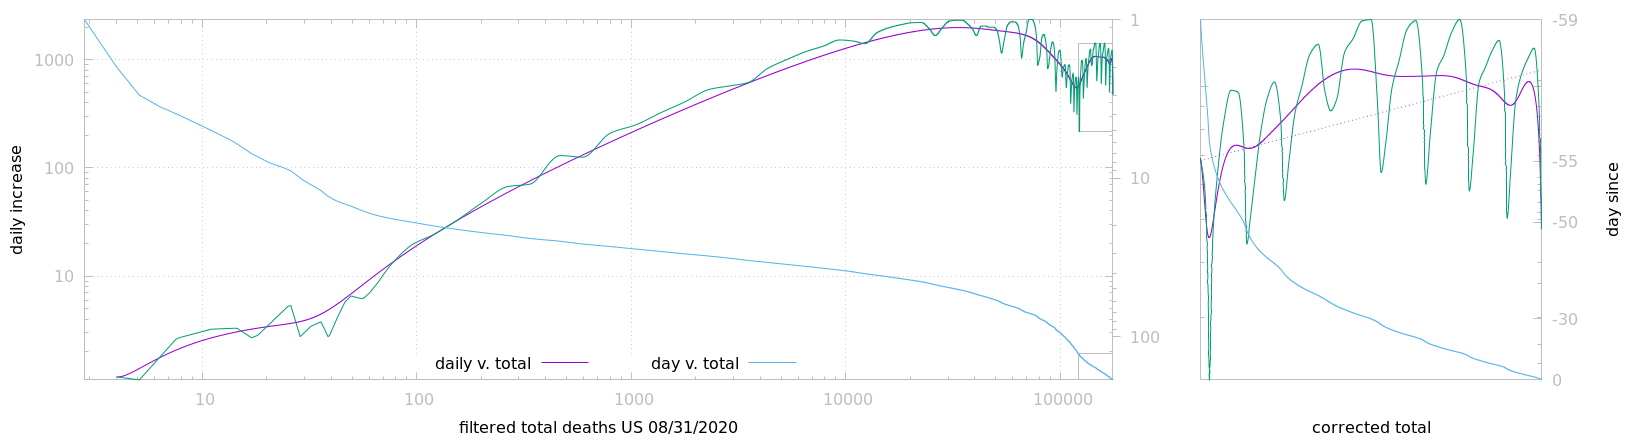 1000
100
10
daily increase
daily v. total
day v. total
10
100
1000
10000
100000
filtered total deaths US 08/31/2020
1
10
100
-59
-55
-50
-30
0
day since
corrected total